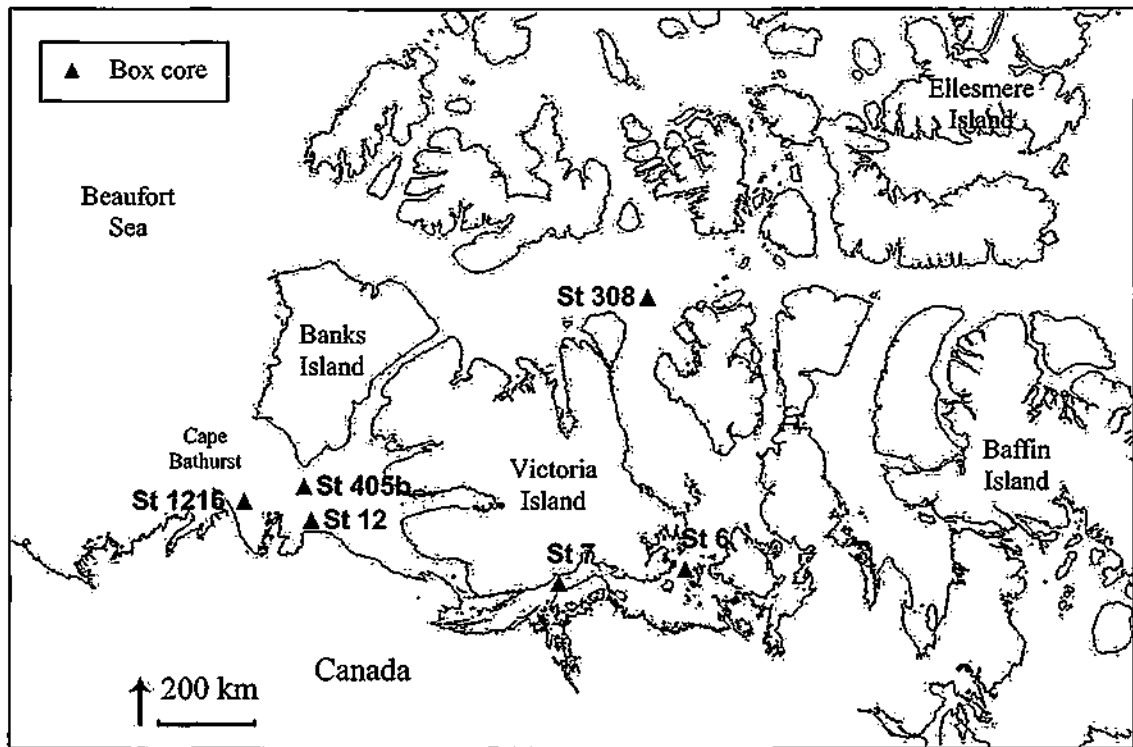 Box core
Ellesmere
Island
Beaufort
Sea
St 308
Banks
Island
Cape
Bathurst
Victoria
Island
Baffin
Island
St 405b
St 1216
St 12
St 7
St 6
Canada
200 km